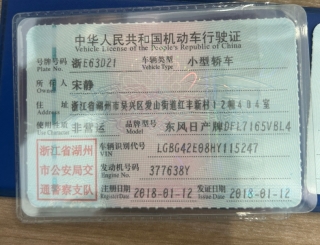 中华人民共和国机动车行驶证
Vehicle License of the People's Republic of China
号牌号码 浙E63D21 车辆类型 小型轿车
Plate No. Vehicle Type
所有人 宋静
Owner
住址 浙江省湖州市吴兴区爱山街道红丰新村12幢404室
Address
使用性质 非营运 品牌型号 东风日产牌DFL7165VBL4
Use Character Model
浙江省湖州市公安局交通警察支队
车辆识别代号 LGBG42E08HY115247
VIN
发动机号码 377638Y
Engine No.
注册日期 2018-01-12 发证日期 2018-01-12
Register Date Issue Date